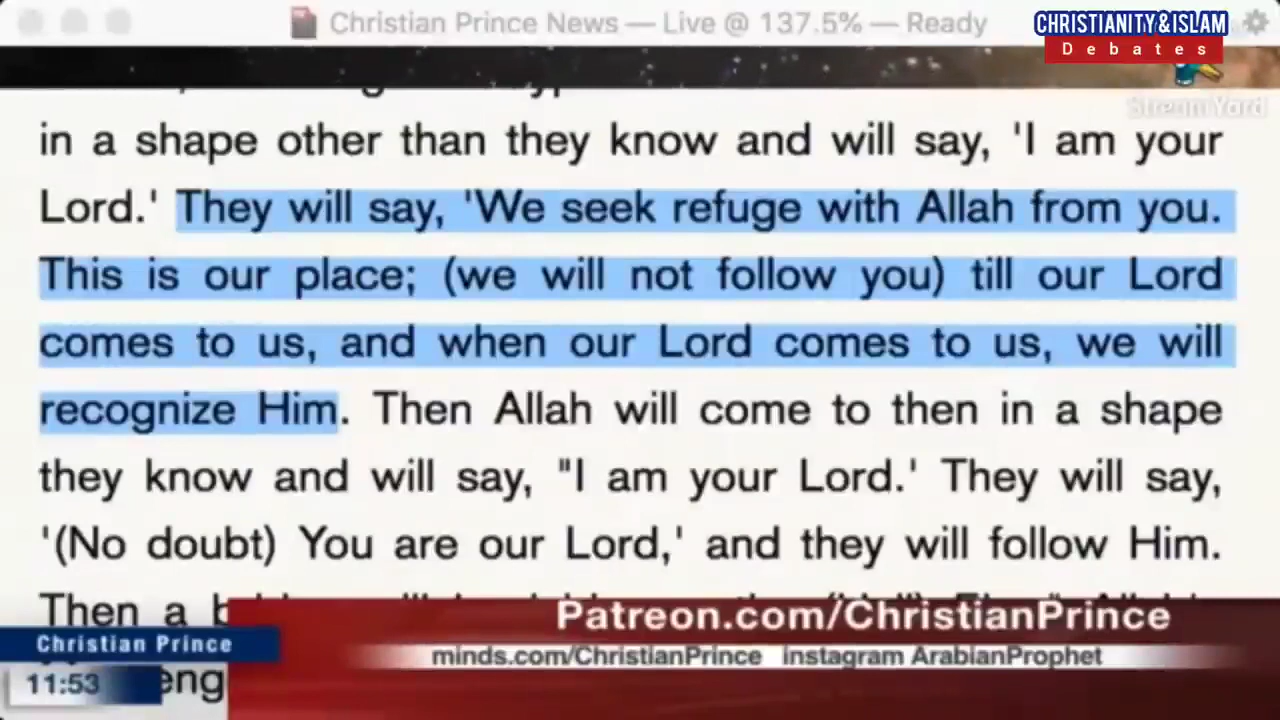 Christian Prince News — Live @ 137.5% — Ready
CHRISTIANITY & ISLAM
Debates
StreamYard
in a shape other than they know and will say, 'I am your
Lord.' They will say, 'We seek refuge with Allah from you.
This is our place; (we will not follow you) till our Lord
comes to us, and when our Lord comes to us, we will
recognize Him. Then Allah will come to then in a shape
they know and will say, "I am your Lord.' They will say,
'(No doubt) You are our Lord,' and they will follow Him.
Then a
Patreon.com/ChristianPrince
Christian Prince
minds.com/ChristianPrince instagram ArabianProphet
11:53